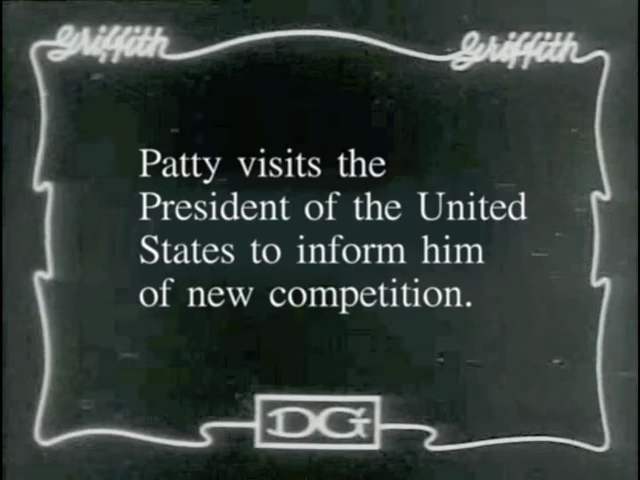 Griffith Griffith
Patty visits the
President of the United
States to inform him
of new competition.
DG